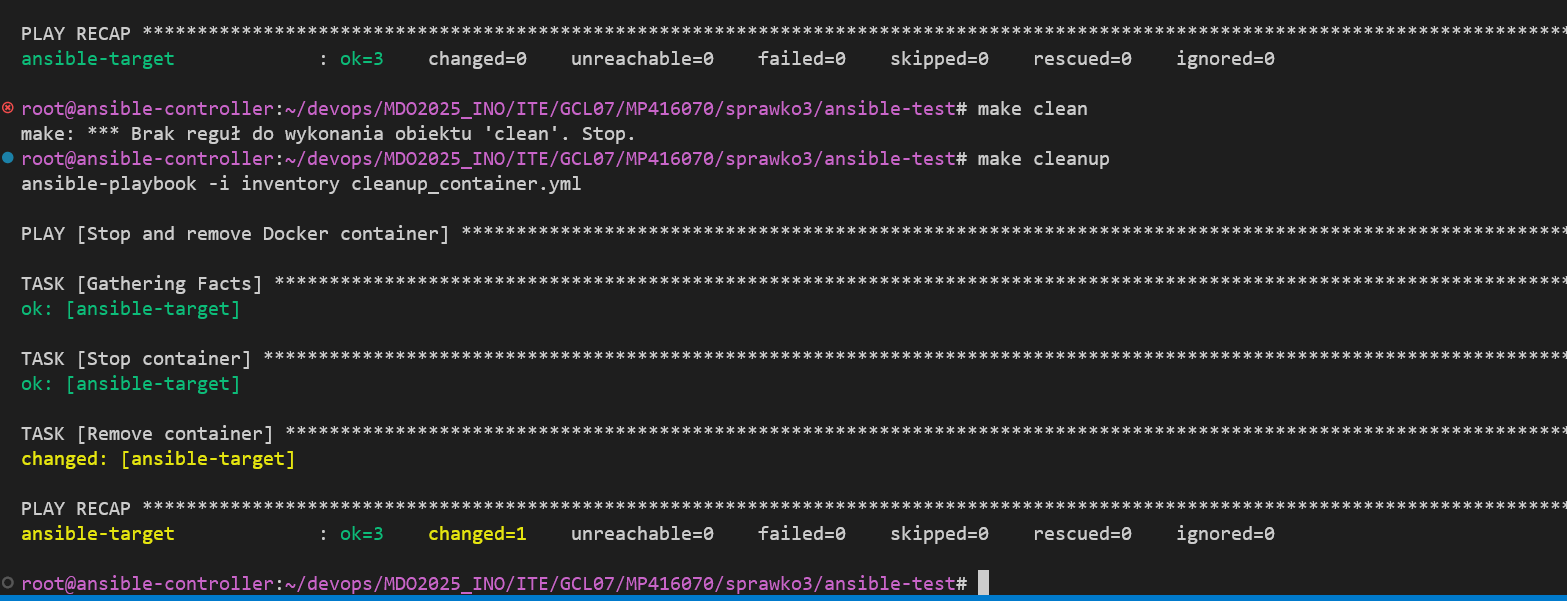 PLAY RECAP **********************************************************************************************************************************
ansible-target             : ok=3    changed=0    unreachable=0    failed=0    skipped=0    rescued=0    ignored=0
root@ansible-controller:~/devops/MDO2025_INO/ITE/GCL07/MP416070/sprawko3/ansible-test# make clean
make: *** Brak reguł do wykonania obiektu 'clean'. Stop.
root@ansible-controller:~/devops/MDO2025_INO/ITE/GCL07/MP416070/sprawko3/ansible-test# make cleanup
ansible-playbook -i inventory cleanup_container.yml
PLAY [Stop and remove Docker container] *****************************************************************************************************
TASK [Gathering Facts] **********************************************************************************************************************
ok: [ansible-target]
TASK [Stop container] ***********************************************************************************************************************
ok: [ansible-target]
TASK [Remove container] *********************************************************************************************************************
changed: [ansible-target]
PLAY RECAP **********************************************************************************************************************************
ansible-target             : ok=3    changed=1    unreachable=0    failed=0    skipped=0    rescued=0    ignored=0
root@ansible-controller:~/devops/MDO2025_INO/ITE/GCL07/MP416070/sprawko3/ansible-test#